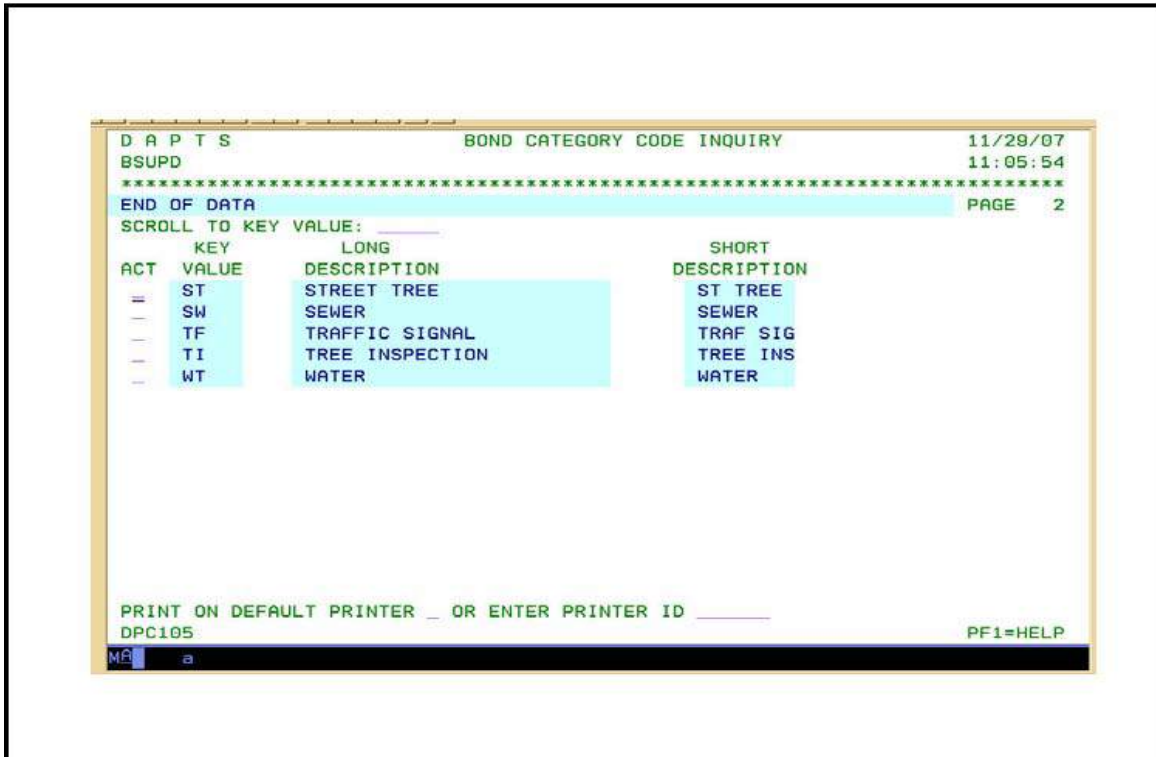 D A P T S BOND CATEGORY CODE INQUIRY 11/29/07
BSUPD 11:05:54
*****************************************************************************
END OF DATA PAGE 2
SCROLL TO KEY VALUE: ______
KEY LONG SHORT
ACT VALUE DESCRIPTION DESCRIPTION
_ ST STREET TREE ST TREE
_ SW SEWER SEWER
_ TF TRAFFIC SIGNAL TRAF SIG
_ TI TREE INSPECTION TREE INS
_ WT WATER WATER
PRINT ON DEFAULT PRINTER _ OR ENTER PRINTER ID ______
DPC105 PF1=HELP
MA a